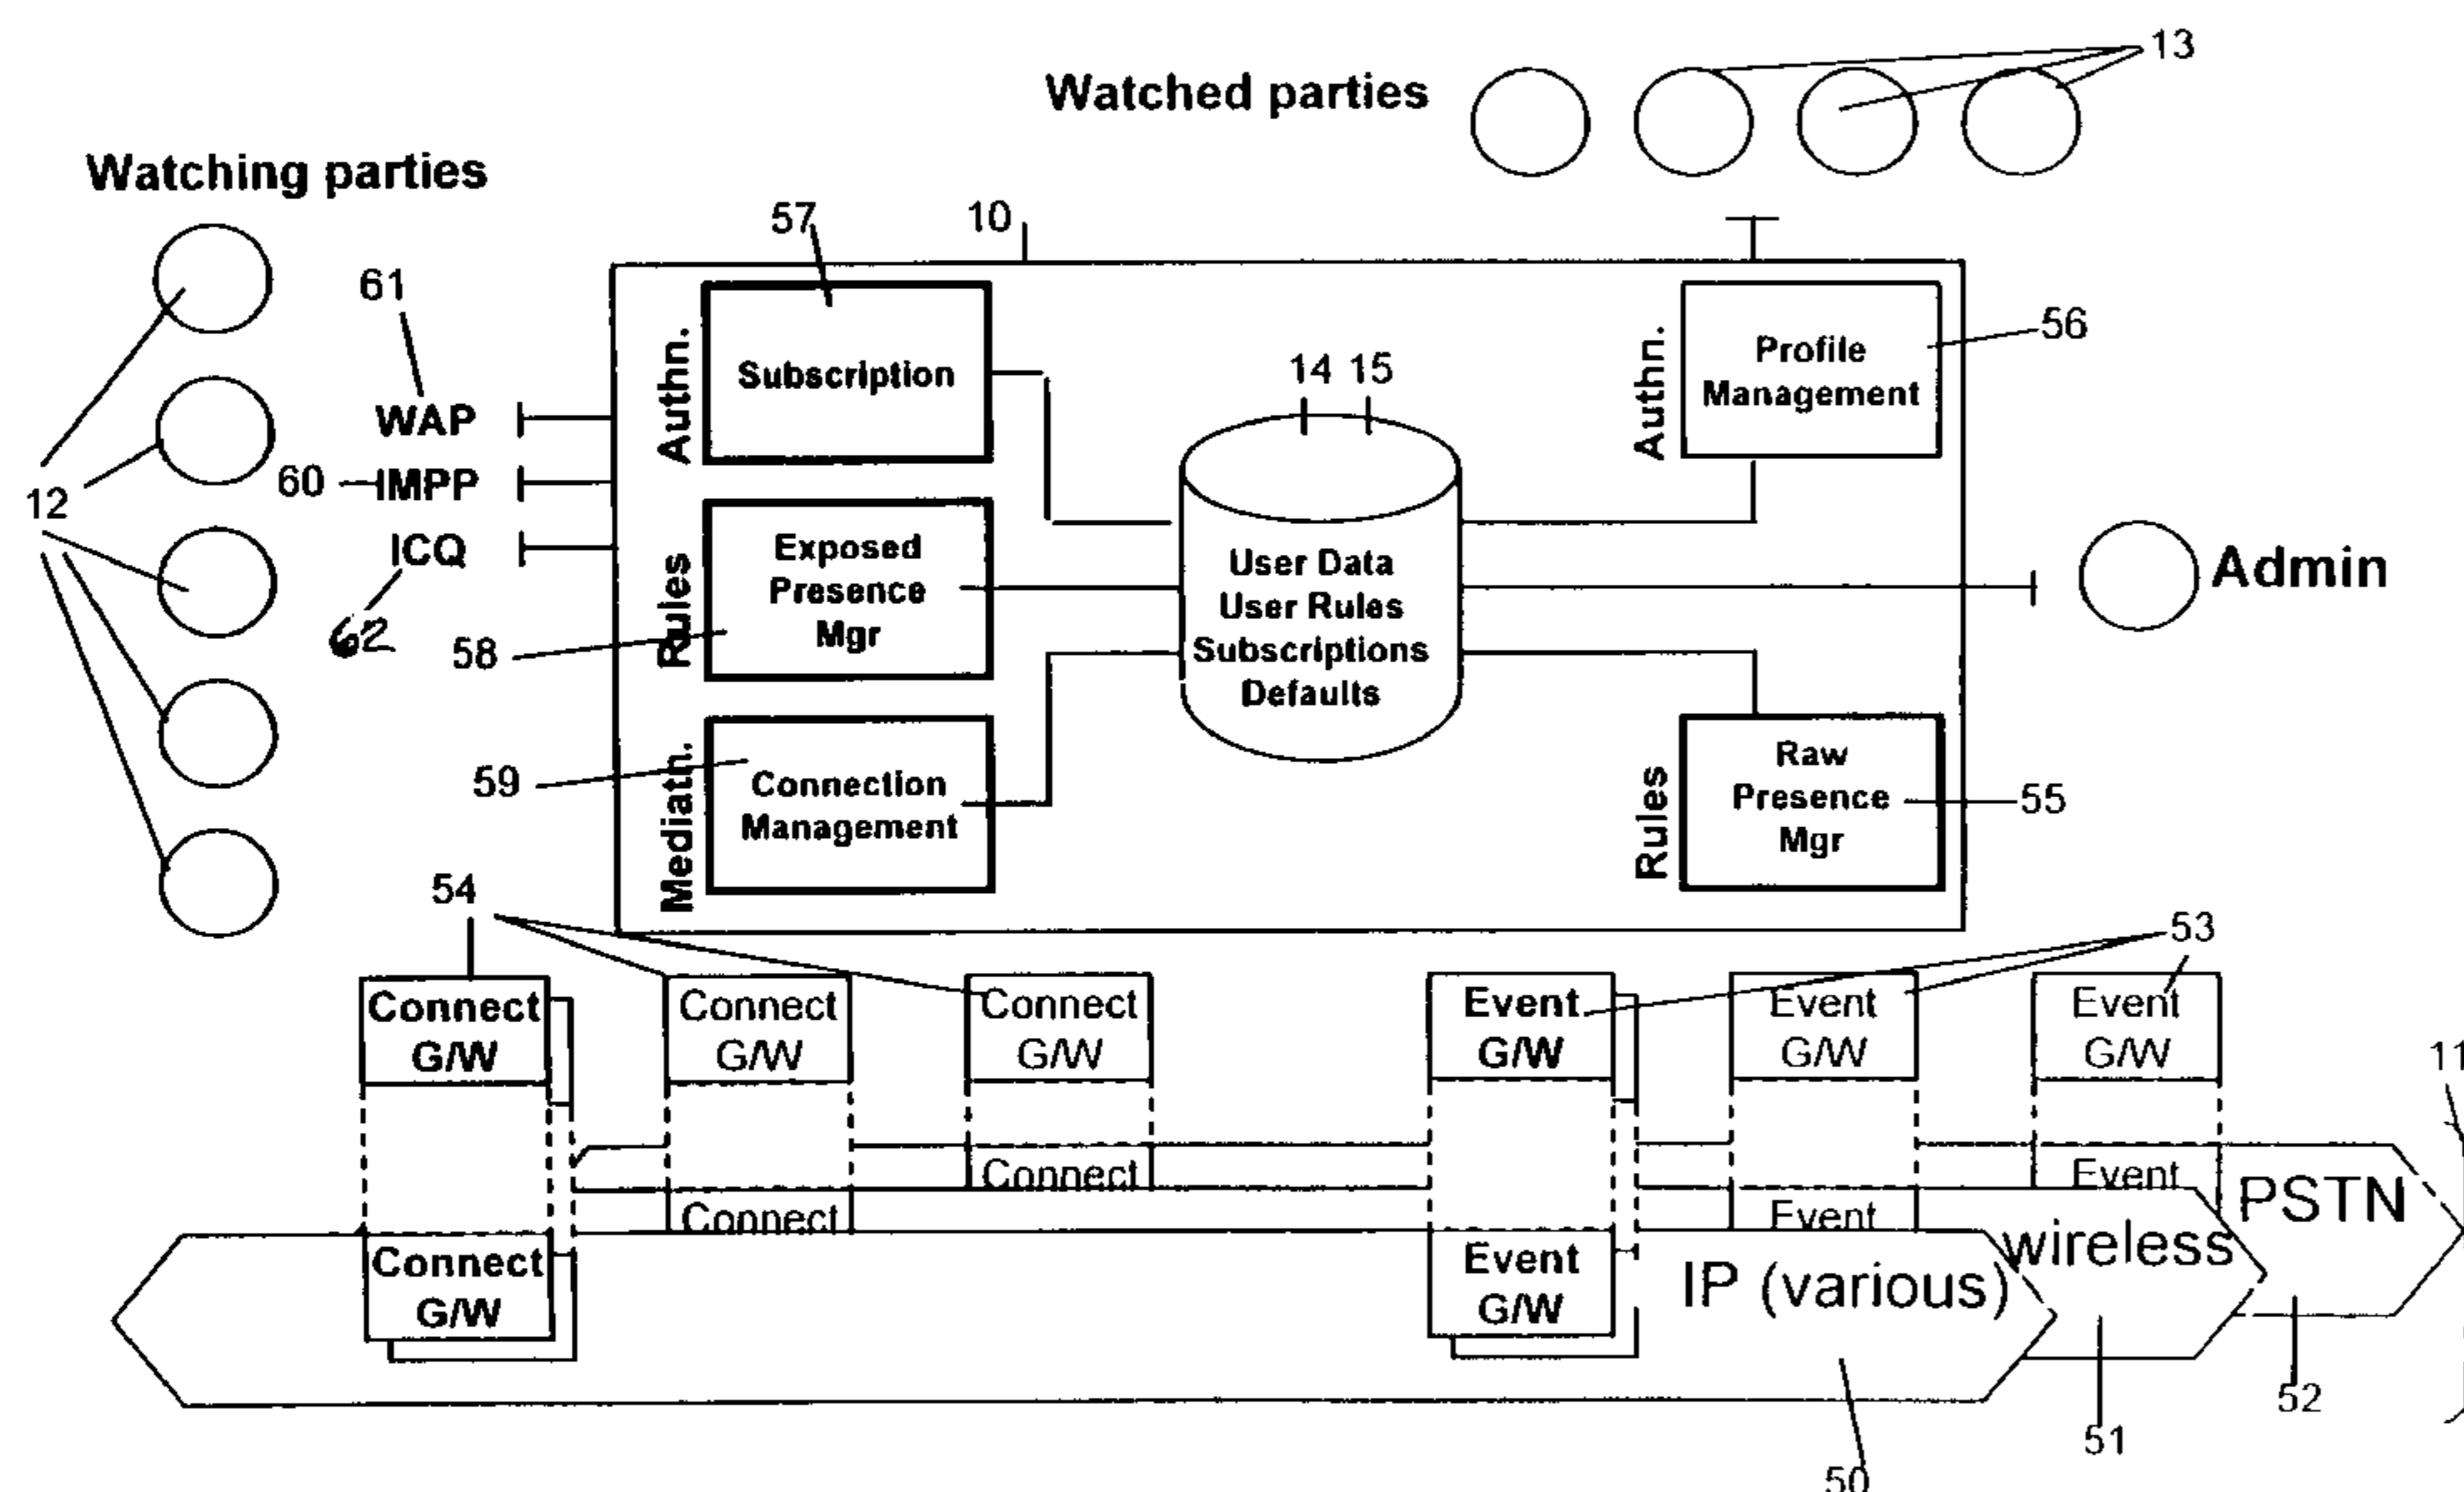 13
Watched parties
Watching parties
57
10
61
56
Authn.
Subscription
14 15
Authn.
Profile
Management
WAP
60
IMPP
12
ICQ
62
58
Rules
Exposed
Presence
Mgr
User Data
User Rules
Subscriptions
Defaults
Admin
59
Mediatn.
Connection
Management
Rules
Raw
Presence
Mgr
55
54
53
Connect
G/W
Connect
G/W
Connect
G/W
Event
G/W
Event
G/W
Event
G/W
11
Connect
Event
PSTN
Connect
Event
wireless
Connect
G/W
Event
G/W
IP (various)
52
51
50